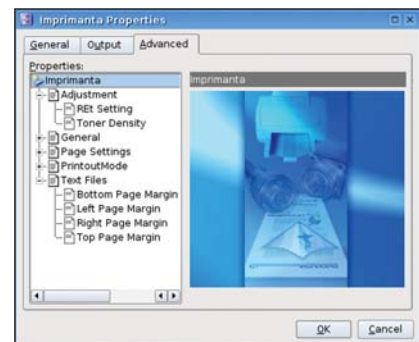 Imprimanta Properties
General Output Advanced
Properties:
Imprimanta
Adjustment
REt Setting
Toner Density
General
Page Settings
PrintoutMode
Text Files
Bottom Page Margin
Left Page Margin
Right Page Margin
Top Page Margin
Imprimanta
OK Cancel